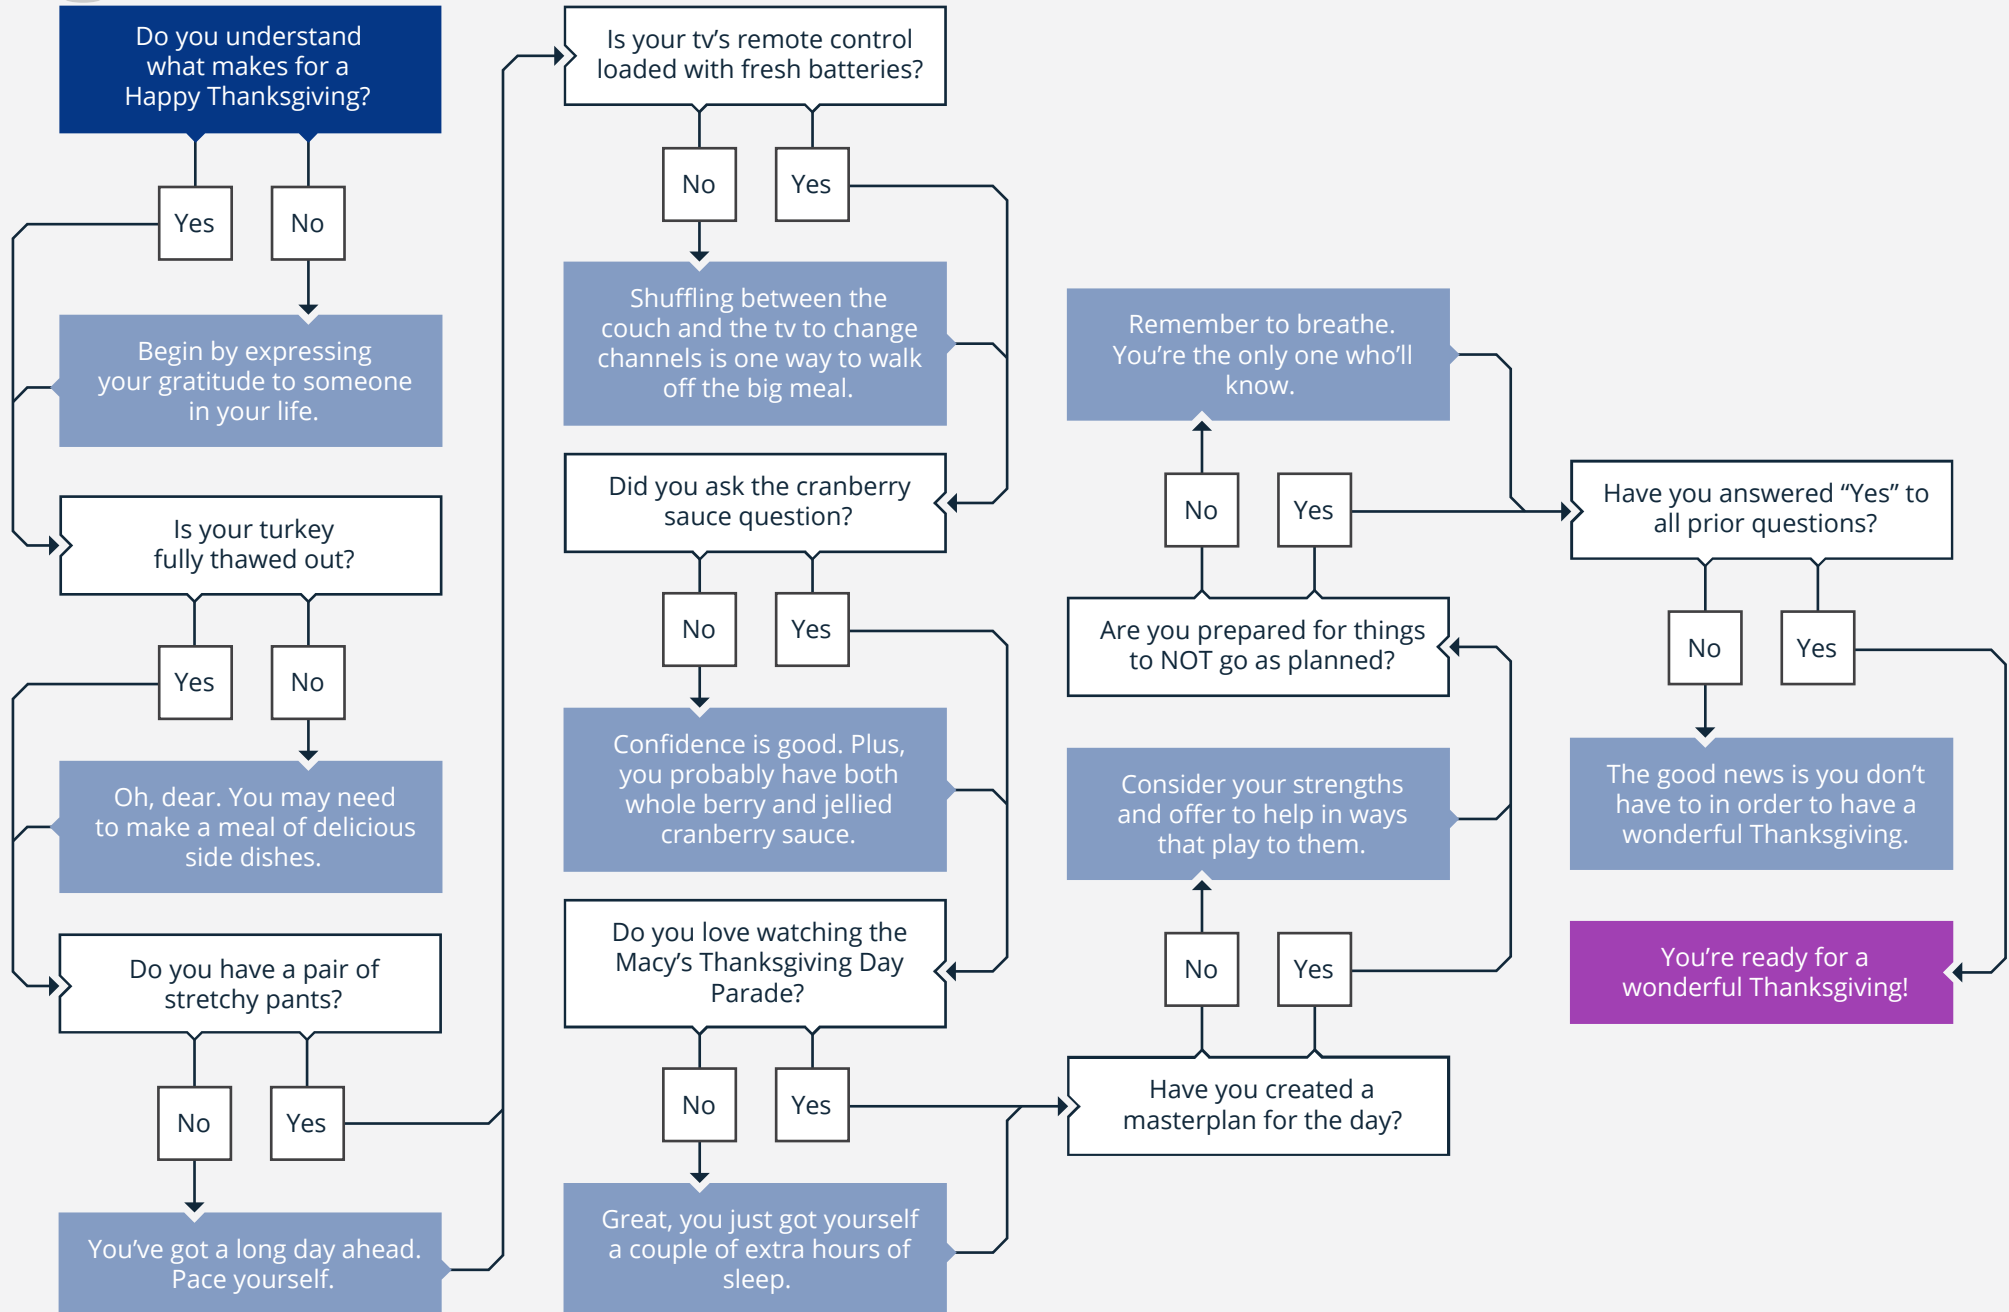 Do you understand
what makes for a
Happy Thanksgiving?
Yes
No
Begin by expressing
your gratitude to someone
in your life.
Is your turkey
fully thawed out?
Yes
No
Oh, dear. You may need
to make a meal of delicious
side dishes.
Do you have a pair of
stretchy pants?
No
Yes
You've got a long day ahead.
Pace yourself.
Is your tv's remote control
loaded with fresh batteries?
No
Yes
Shuffling between the
couch and the tv to change
channels is one way to walk
off the big meal.
Did you ask the cranberry
sauce question?
No
Yes
Confidence is good. Plus,
you probably have both
whole berry and jellied
cranberry sauce.
Do you love watching the
Macy's Thanksgiving Day
Parade?
No
Yes
Great, you just got yourself
a couple of extra hours of
sleep.
Have you created a
masterplan for the day?
No
Yes
Consider your strengths
and offer to help in ways
that play to them.
Are you prepared for things
to NOT go as planned?
No
Yes
Remember to breathe.
You're the only one who'll
know.
Have you answered “Yes” to
all prior questions?
No
Yes
The good news is you don't
have to in order to have a
wonderful Thanksgiving.
You're ready for a
wonderful Thanksgiving!